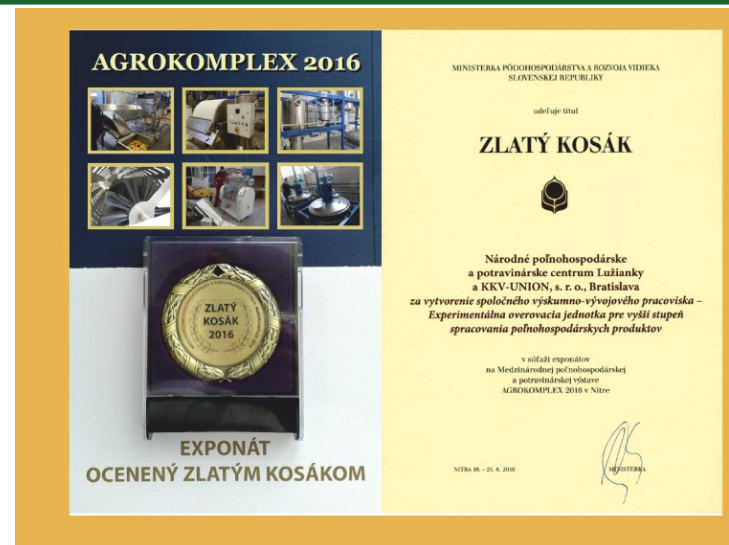 AGROKOMPLEX 2016
ZLATÝ
KOSÁK
2016
EXPONÁT
OCENENÝ ZLATÝM KOSÁKOM
MINISTERKA PÔDOHOSPODÁRSTVA A ROZVOJA VIDIEKA
SLOVENSKEJ REPUBLIKY
udeľuje titul
ZLATÝ KOSÁK
Národné poľnohospodárske
a potravinárske centrum Lužianky
a KKV-UNION, s. r. o., Bratislava
za vytvorenie spoločného výskumno-vývojového pracoviska –
Experimentálna overovacia jednotka pre vyšší stupeň
spracovania poľnohospodárskych produktov
v súťaži exponátov
na Medzinárodnej poľnohospodárskej
a potravinárskej výstave
AGROKOMPLEX 2016 v Nitre
NITRA 18. – 21. 8. 2016
MINISTERKA